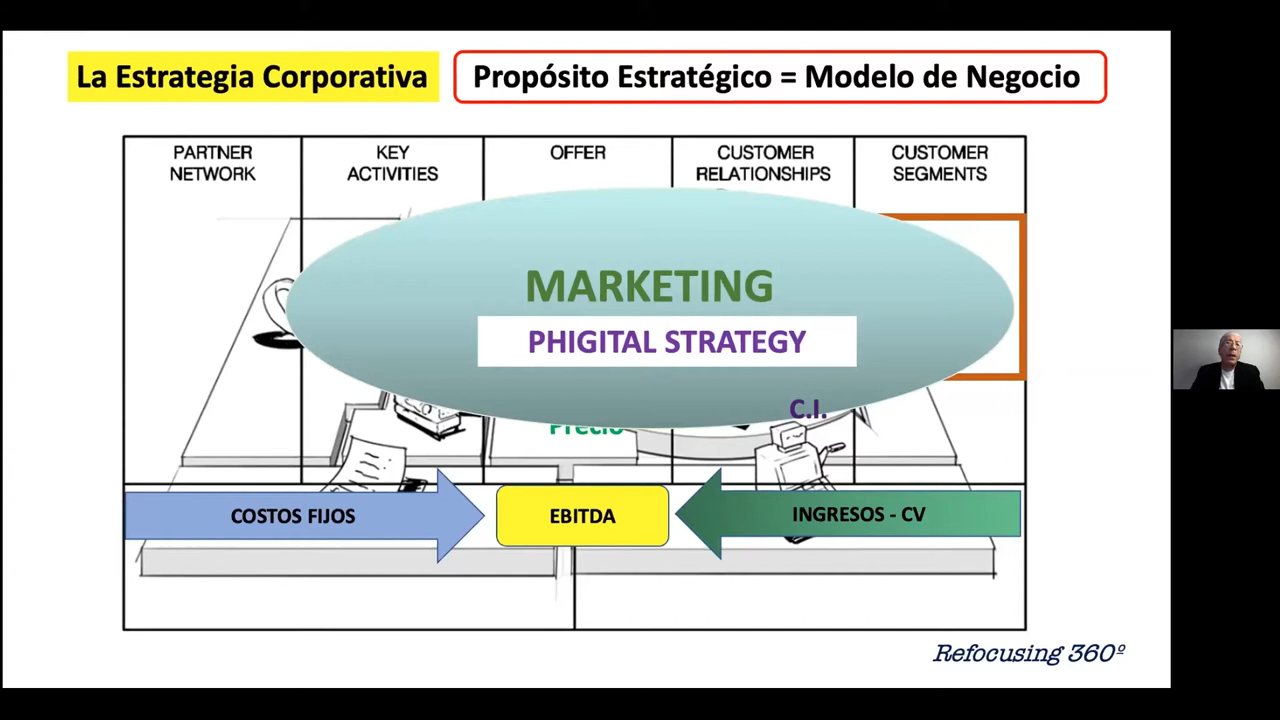 La Estrategia Corporativa
Propósito Estratégico = Modelo de Negocio
PARTNER
NETWORK
KEY
ACTIVITIES
OFFER
CUSTOMER
RELATIONSHIPS
CUSTOMER
SEGMENTS
MARKETING
PHIGITAL STRATEGY
C.I.
Precio
COSTOS FIJOS
EBITDA
INGRESOS - CV
Refocusing 360º